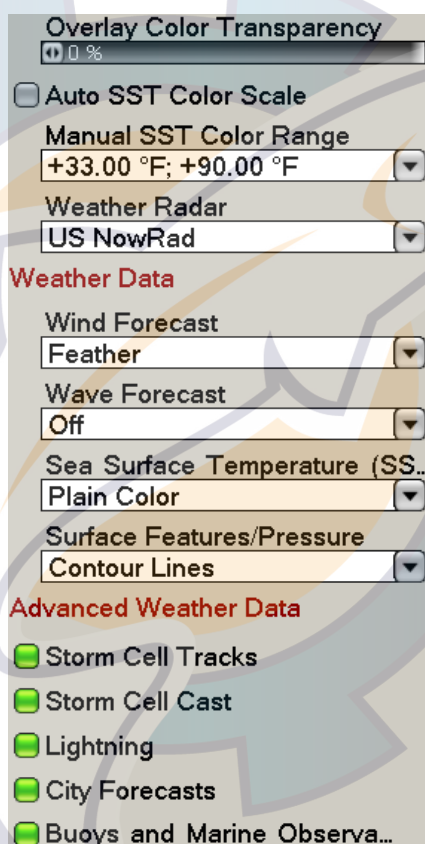 Overlay Color Transparency
0 %
Auto SST Color Scale
Manual SST Color Range
+33.00 °F; +90.00 °F
Weather Radar
US NowRad
Weather Data
Wind Forecast
Feather
Wave Forecast
Off
Sea Surface Temperature (SS..
Plain Color
Surface Features/Pressure
Contour Lines
Advanced Weather Data
Storm Cell Tracks
Storm Cell Cast
Lightning
City Forecasts
Buoys and Marine Observa...